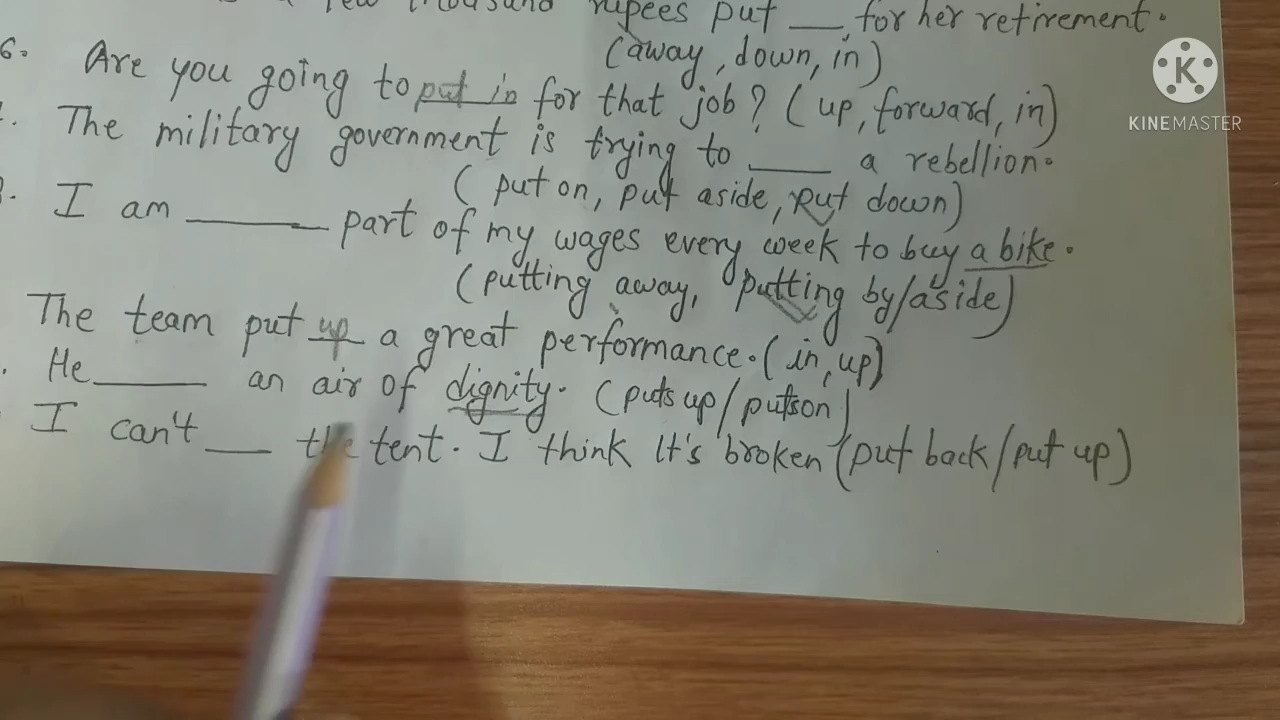 a few thousand rupees put ___ for her retirement.
(away, down, in)
6. Are you going to put in for that job? (up, forward, in)
The military government is trying to ____ a rebellion.
(put on, put aside, put down)
I am ______ part of my wages every week to buy a bike.
(putting away, putting by/aside)
The team put up a great performance. (in, up)
He _____ an air of dignity. (puts up/puts on)
I can't ___ the tent. I think It's broken (put back/put up)
KINEMASTER